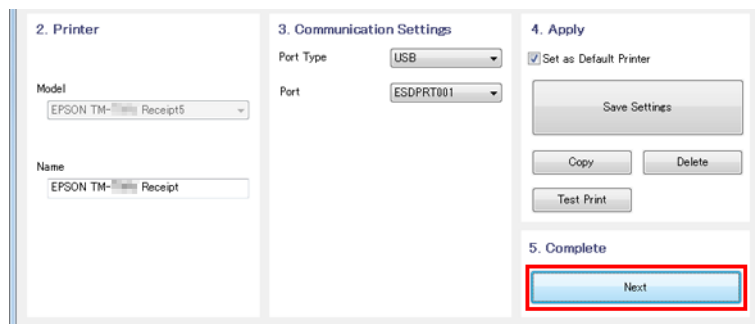 2. Printer
Model
EPSON TM- Receipt5
Name
EPSON TM- Receipt
3. Communication Settings
Port Type USB
Port ESDPRT001
4. Apply
Set as Default Printer
Save Settings
Copy Delete
Test Print
5. Complete
Next